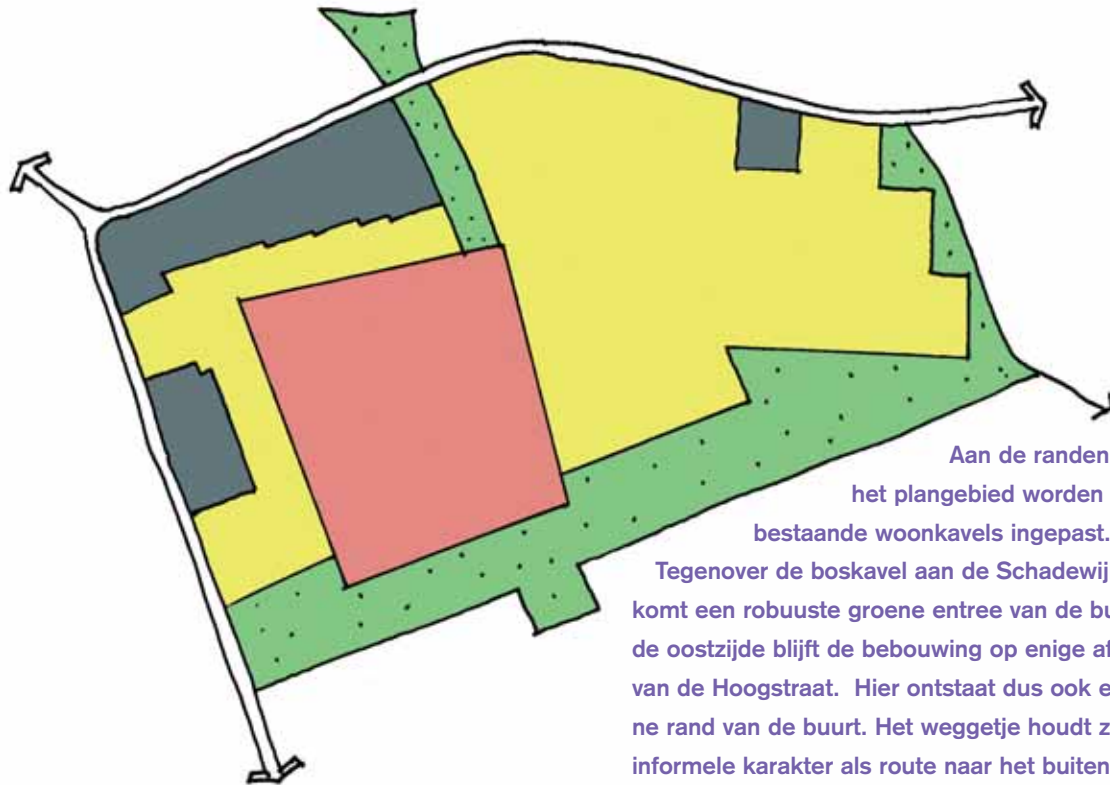 Aan de randen
het plangebied worden
bestaande woonkavels ingepast.
Tegenover de boskavel aan de
komt een robuuste groene entree van de
de oostzijde blijft de bebouwing op enige
van de Hoogstraat. Hier ontstaat dus ook
ne rand van de buurt. Het weggetje houdt
informele karakter als route naar het